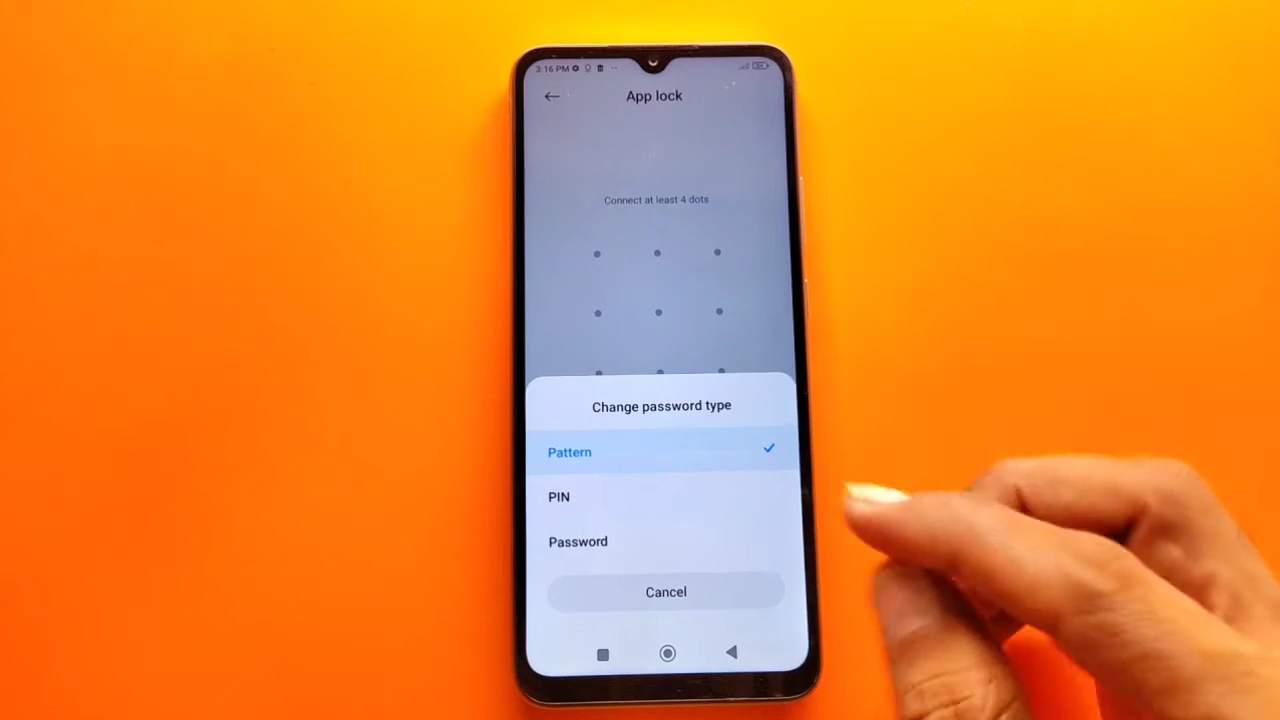 3:16 PM
App lock
Connect at least 4 dots
Change password type
Pattern
PIN
Password
Cancel